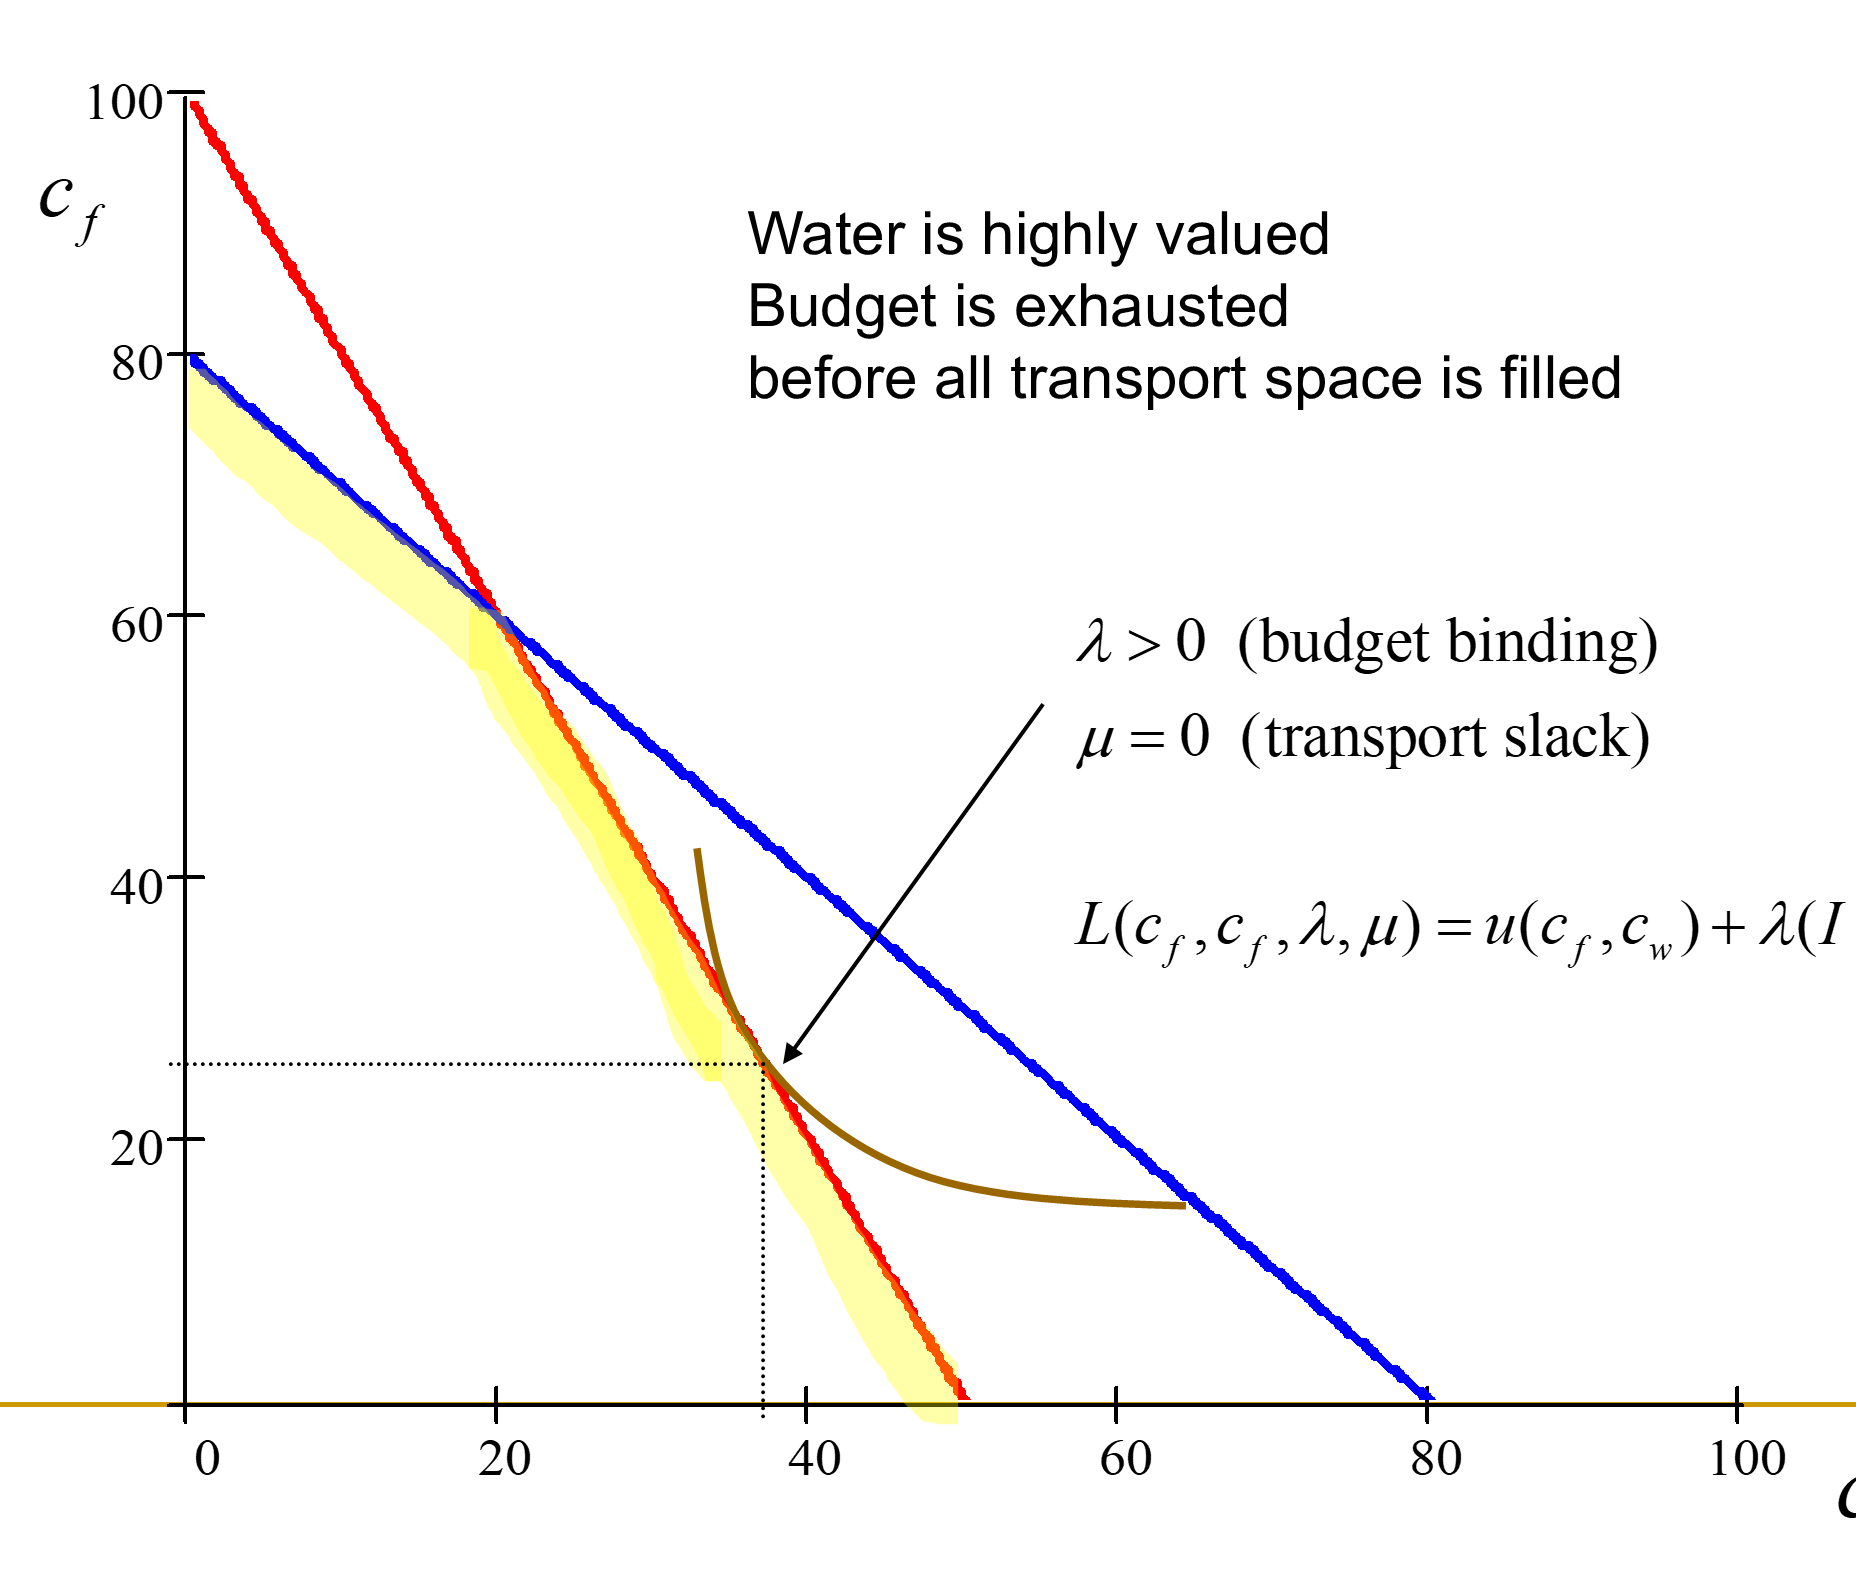 100
c_f
Water is highly valued
Budget is exhausted
80
before all transport space is filled
60
λ > 0 (budget binding)
μ = 0 (transport slack)
40
L(c_f, c_f, λ, μ) = u(c_f, c_w) + λ(I
20
0 20 40 60 80 100
c